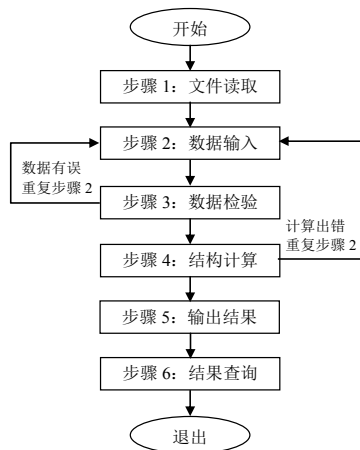 开始
步骤 1：文件读取
步骤 2：数据输入
数据有误
重复步骤 2
步骤 3：数据检验
计算出错
重复步骤 2
步骤 4：结构计算
步骤 5：输出结果
步骤 6：结果查询
退出